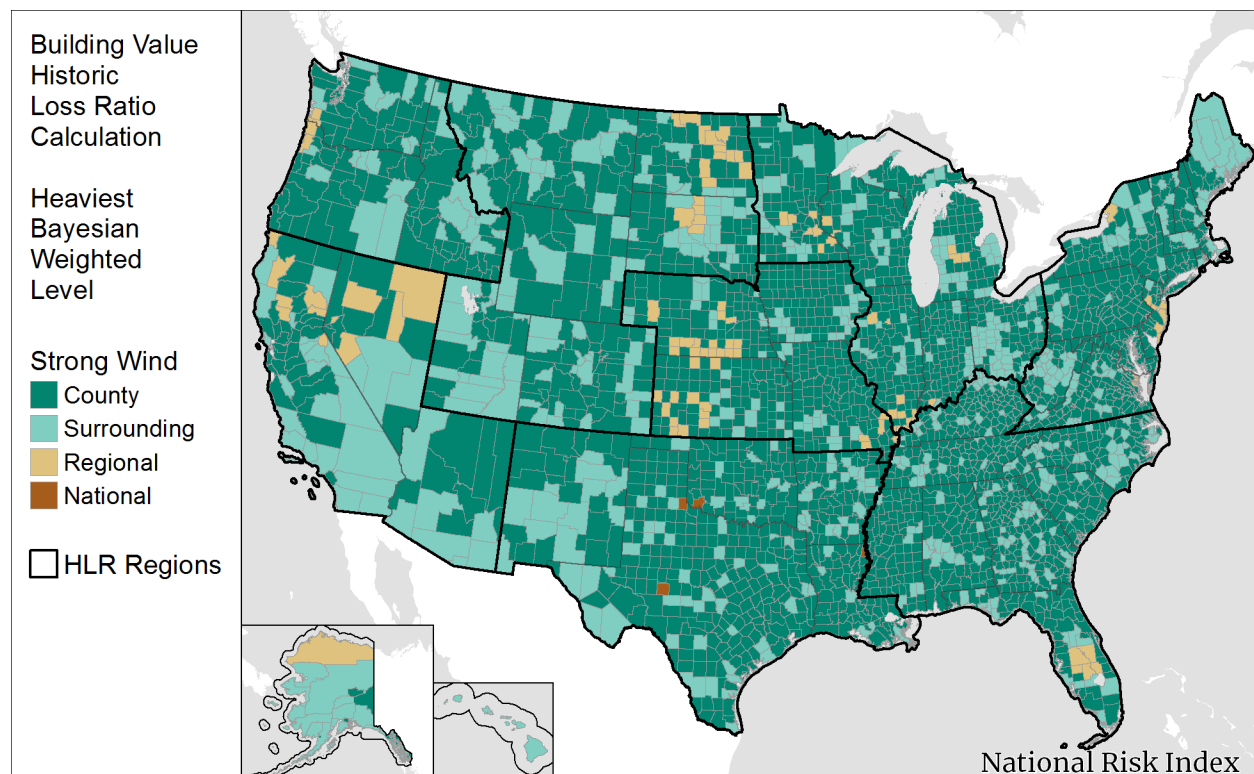 Building Value
Historic
Loss Ratio
Calculation
Heaviest
Bayesian
Weighted
Level
Strong Wind
County
Surrounding
Regional
National
HLR Regions
National Risk Index